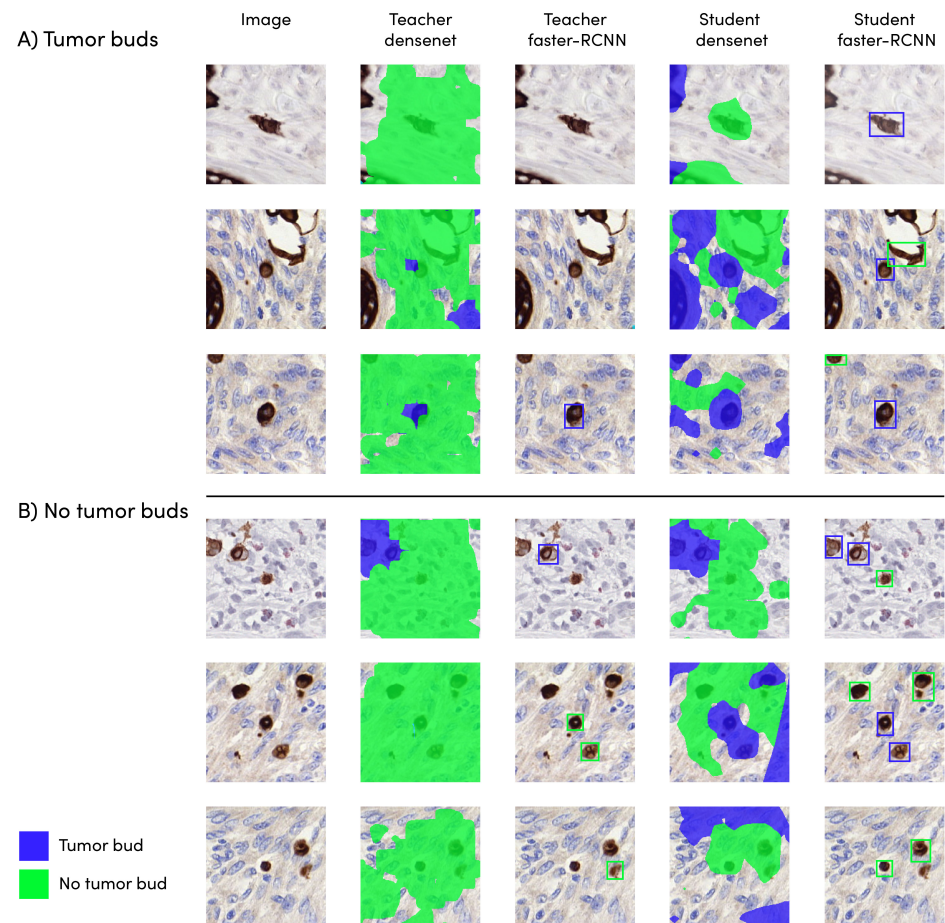 Image
Teacher
densenet
Teacher
faster-RCNN
Student
densenet
Student
faster-RCNN
A) Tumor buds
B) No tumor buds
Tumor bud
No tumor bud